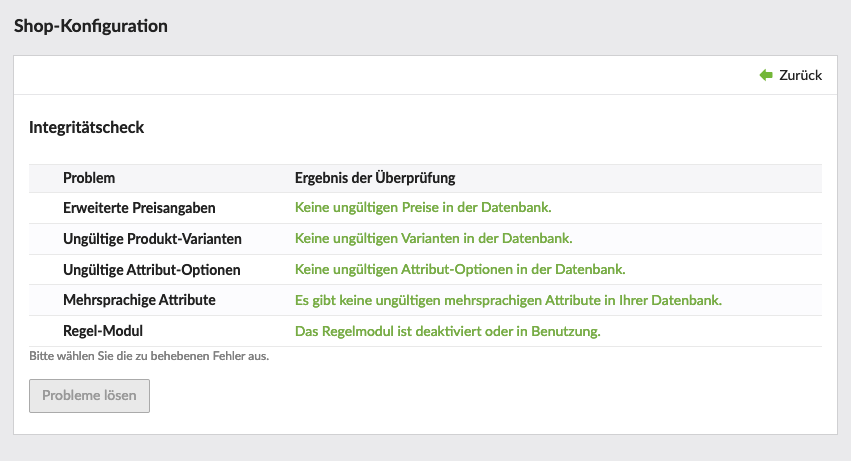 Shop-Konfiguration
Zurück
Integritätscheck
Problem Ergebnis der Überprüfung
Erweiterte Preisangaben Keine ungültigen Preise in der Datenbank.
Ungültige Produkt-Varianten Keine ungültigen Varianten in der Datenbank.
Ungültige Attribut-Optionen Keine ungültigen Attribut-Optionen in der Datenbank.
Mehrsprachige Attribute Es gibt keine ungültigen mehrsprachigen Attribute in Ihrer Datenbank.
Regel-Modul Das Regelmodul ist deaktiviert oder in Benutzung.
Bitte wählen Sie die zu behebenen Fehler aus.
Probleme lösen